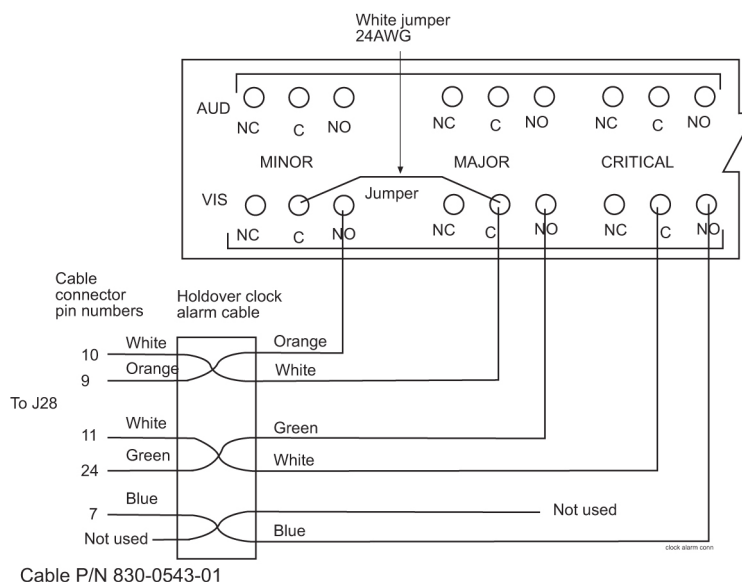 White jumper
24AWG
AUD
NC C NO NC C NO NC C NO
MINOR MAJOR CRITICAL
VIS Jumper
NC C NO NC C NO NC C NO
Cable
connector
pin numbers
Holdover clock
alarm cable
White Orange
10
Orange White
9
To J28
White Green
11
Green White
24
Blue
7 Not used
Not used Blue
clock alarm conn
Cable P/N 830-0543-01